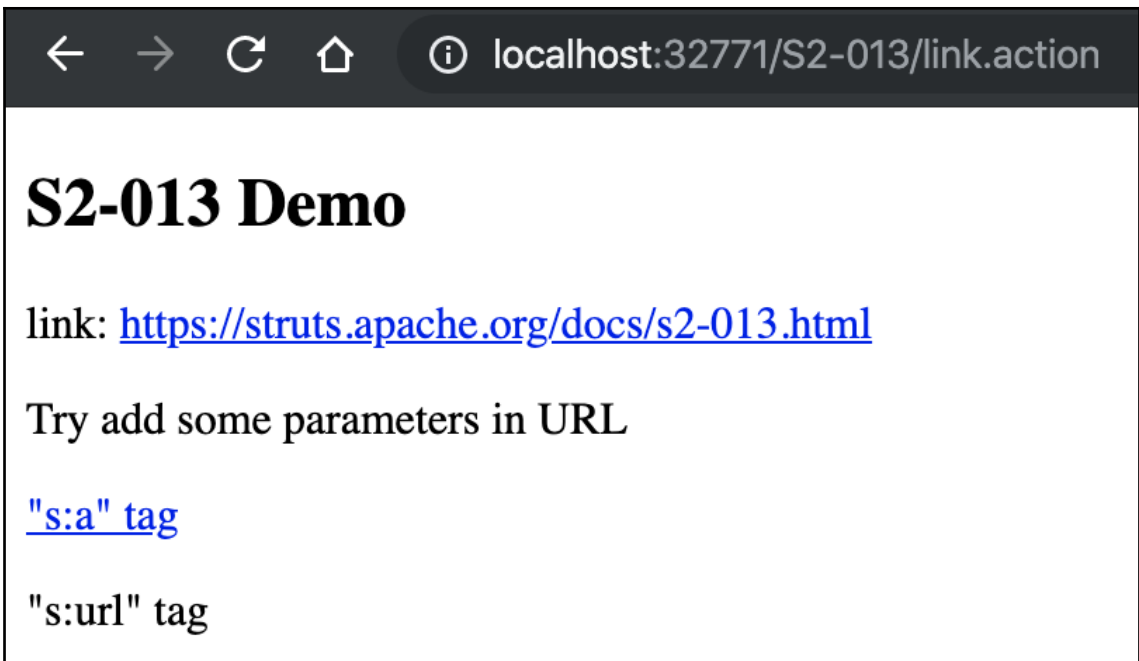 localhost:32771/S2-013/link.action
S2-013 Demo
link: https://struts.apache.org/docs/s2-013.html
Try add some parameters in URL
"s:a" tag
"s:url" tag